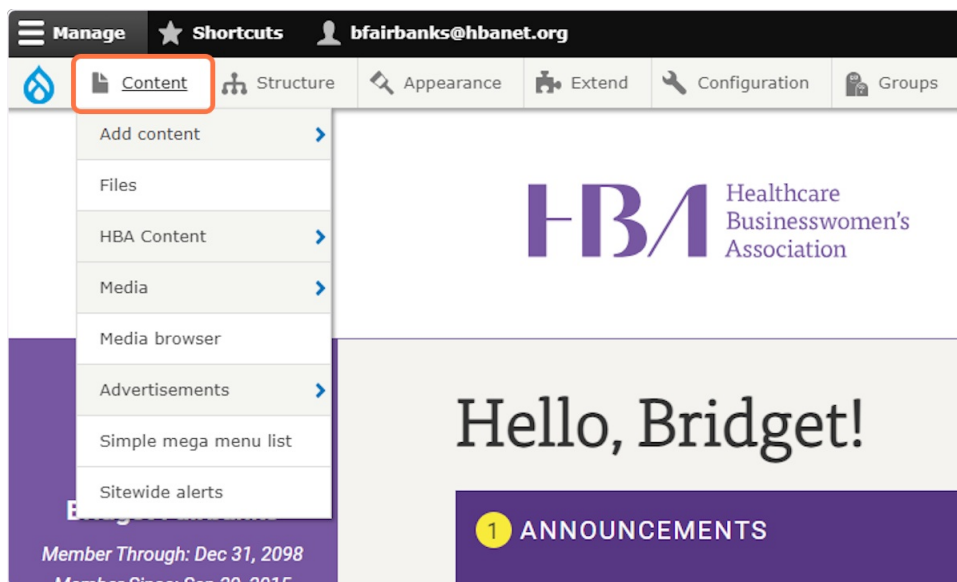 Manage Shortcuts bfairbanks@hbanet.org
Content Structure Appearance Extend Configuration Groups
Add content
Files
HBA Content
Media
Media browser
Advertisements
Simple mega menu list
Sitewide alerts
HBA
Healthcare
Businesswomen's
Association
Hello, Bridget!
Member Through: Dec 31, 2098
1 ANNOUNCEMENTS